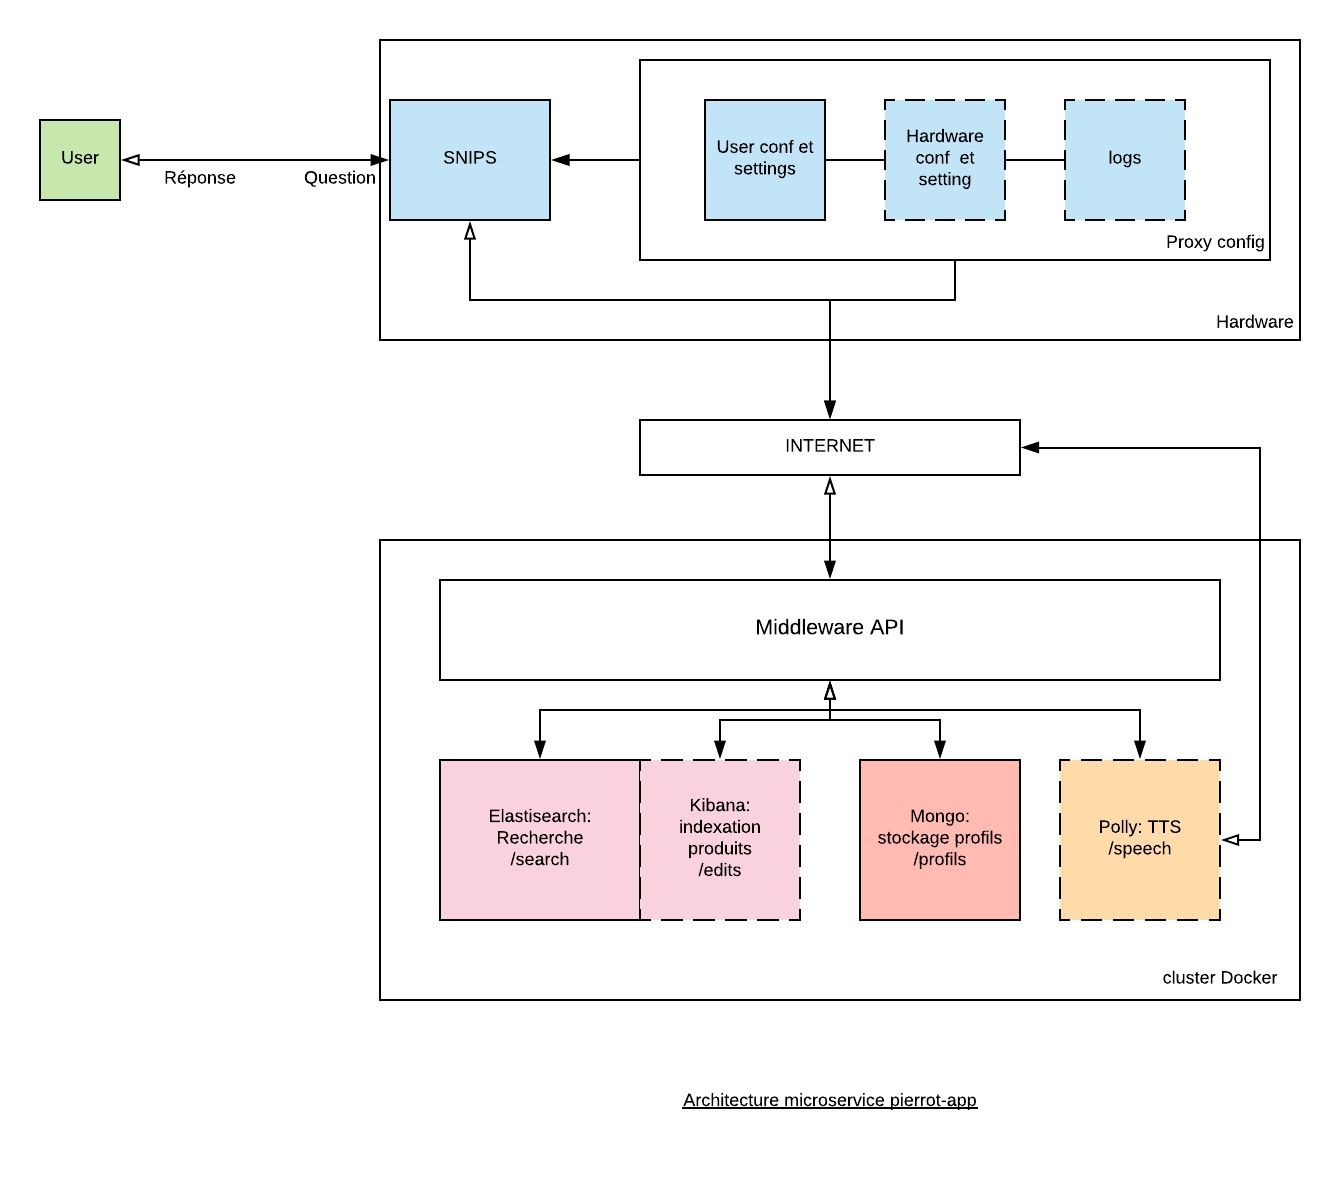 User
Réponse
Question
SNIPS
User conf et
settings
Hardware
conf et
setting
logs
Proxy config
Hardware
INTERNET
Middleware API
Elastisearch:
Recherche
/search
Kibana:
indexation
produits
/edits
Mongo:
stockage profils
/profils
Polly: TTS
/speech
cluster Docker
Architecture microservice pierrot-app